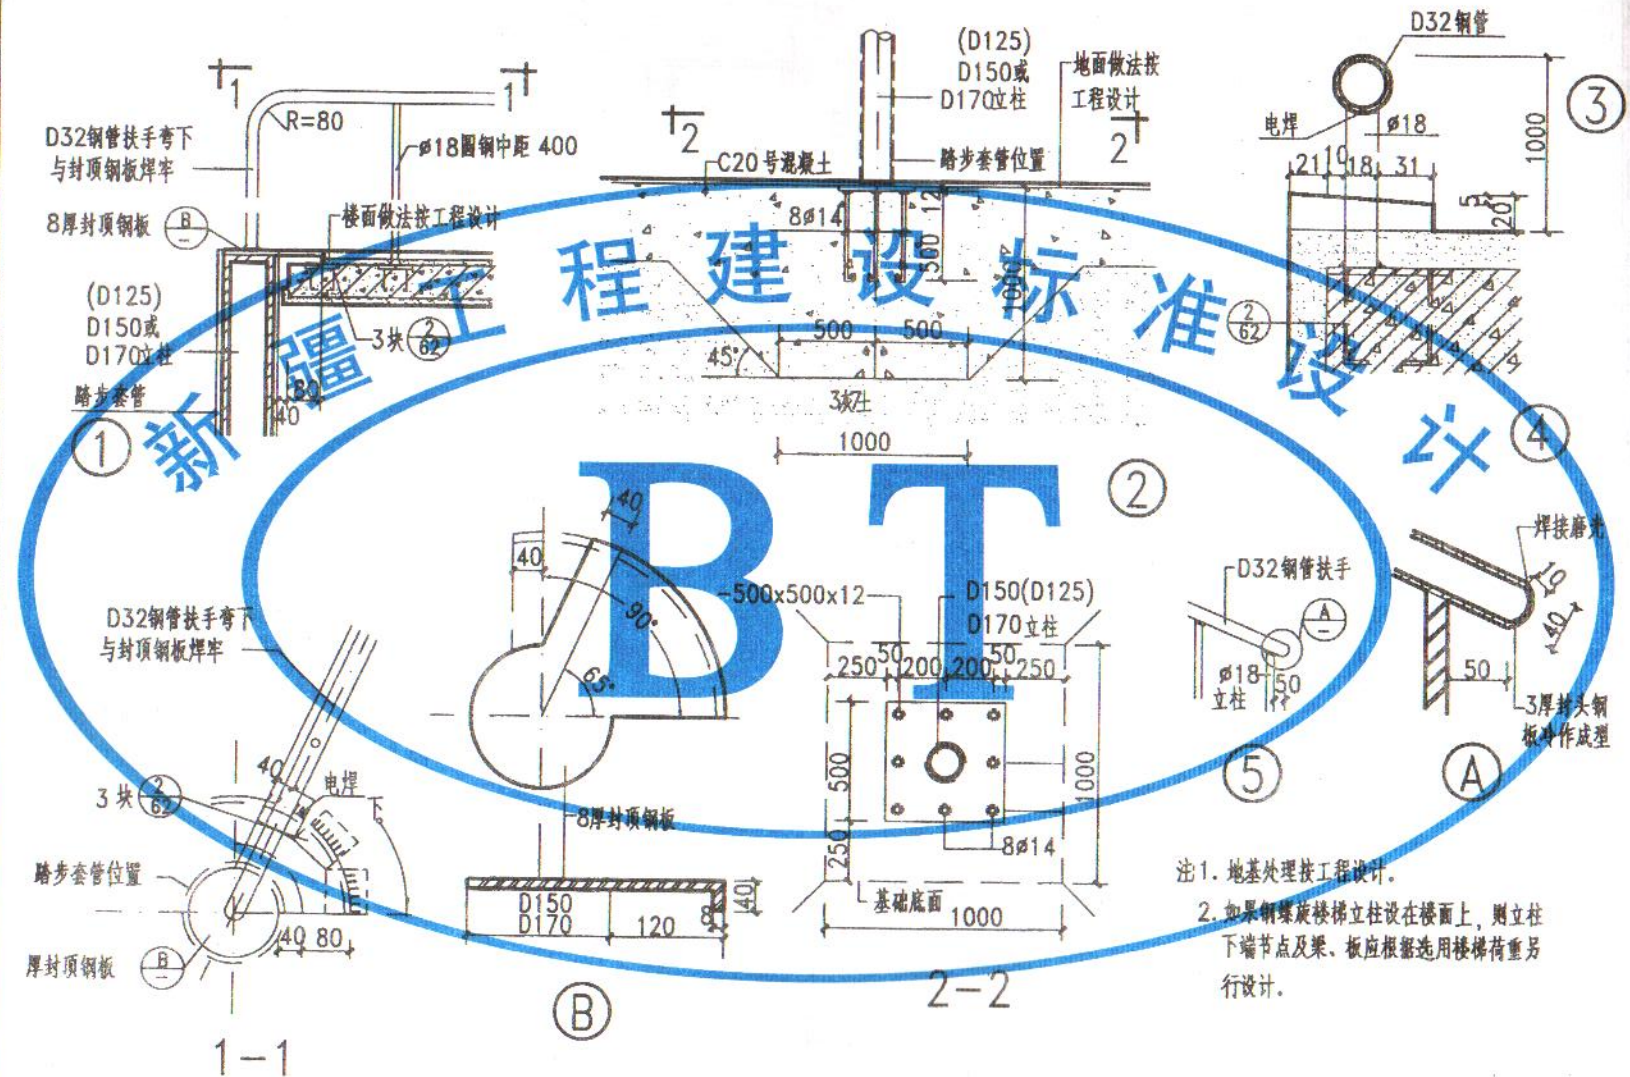 1
1
R=80
D32钢管扶手弯下
与封顶钢板焊牢
ø18圆钢中距 400
8厚封顶钢板
B
楼面做法按工程设计
(D125)
D150或
D170立柱
踏步套管
3块
2
62
80
40
1
(D125)
D150或
D170立柱
地面做法按
工程设计
2
2
C20号混凝土
踏步套管位置
8ø14
12
500
1000
500
500
45°
3:7灰土
1000
2
D32钢管
电焊
ø18
1000
3
21
10
18
31
5
20
2
62
4
新疆工程建设标准设计
BT
D32钢管扶手弯下
与封顶钢板焊牢
3块
2
62
40
电焊
下
踏步套管位置
40
80
厚封顶钢板
B
1-1
40
40
90°
65°
8厚封顶钢板
D150
D170
120
8
40
B
-500x500x12
D150(D125)
D170立柱
50
50
250
200
200
250
500
250
1000
8ø14
基础底面
1000
2-2
D32钢管扶手
A
ø18
立柱
50
5
焊接磨光
10
40
50
3厚封头钢
板冷作成型
A
注1. 地基处理按工程设计.
2. 如果钢螺旋楼梯立柱设在楼面上, 则立柱
下端节点及梁、板应根据选用楼梯荷重另
行设计.